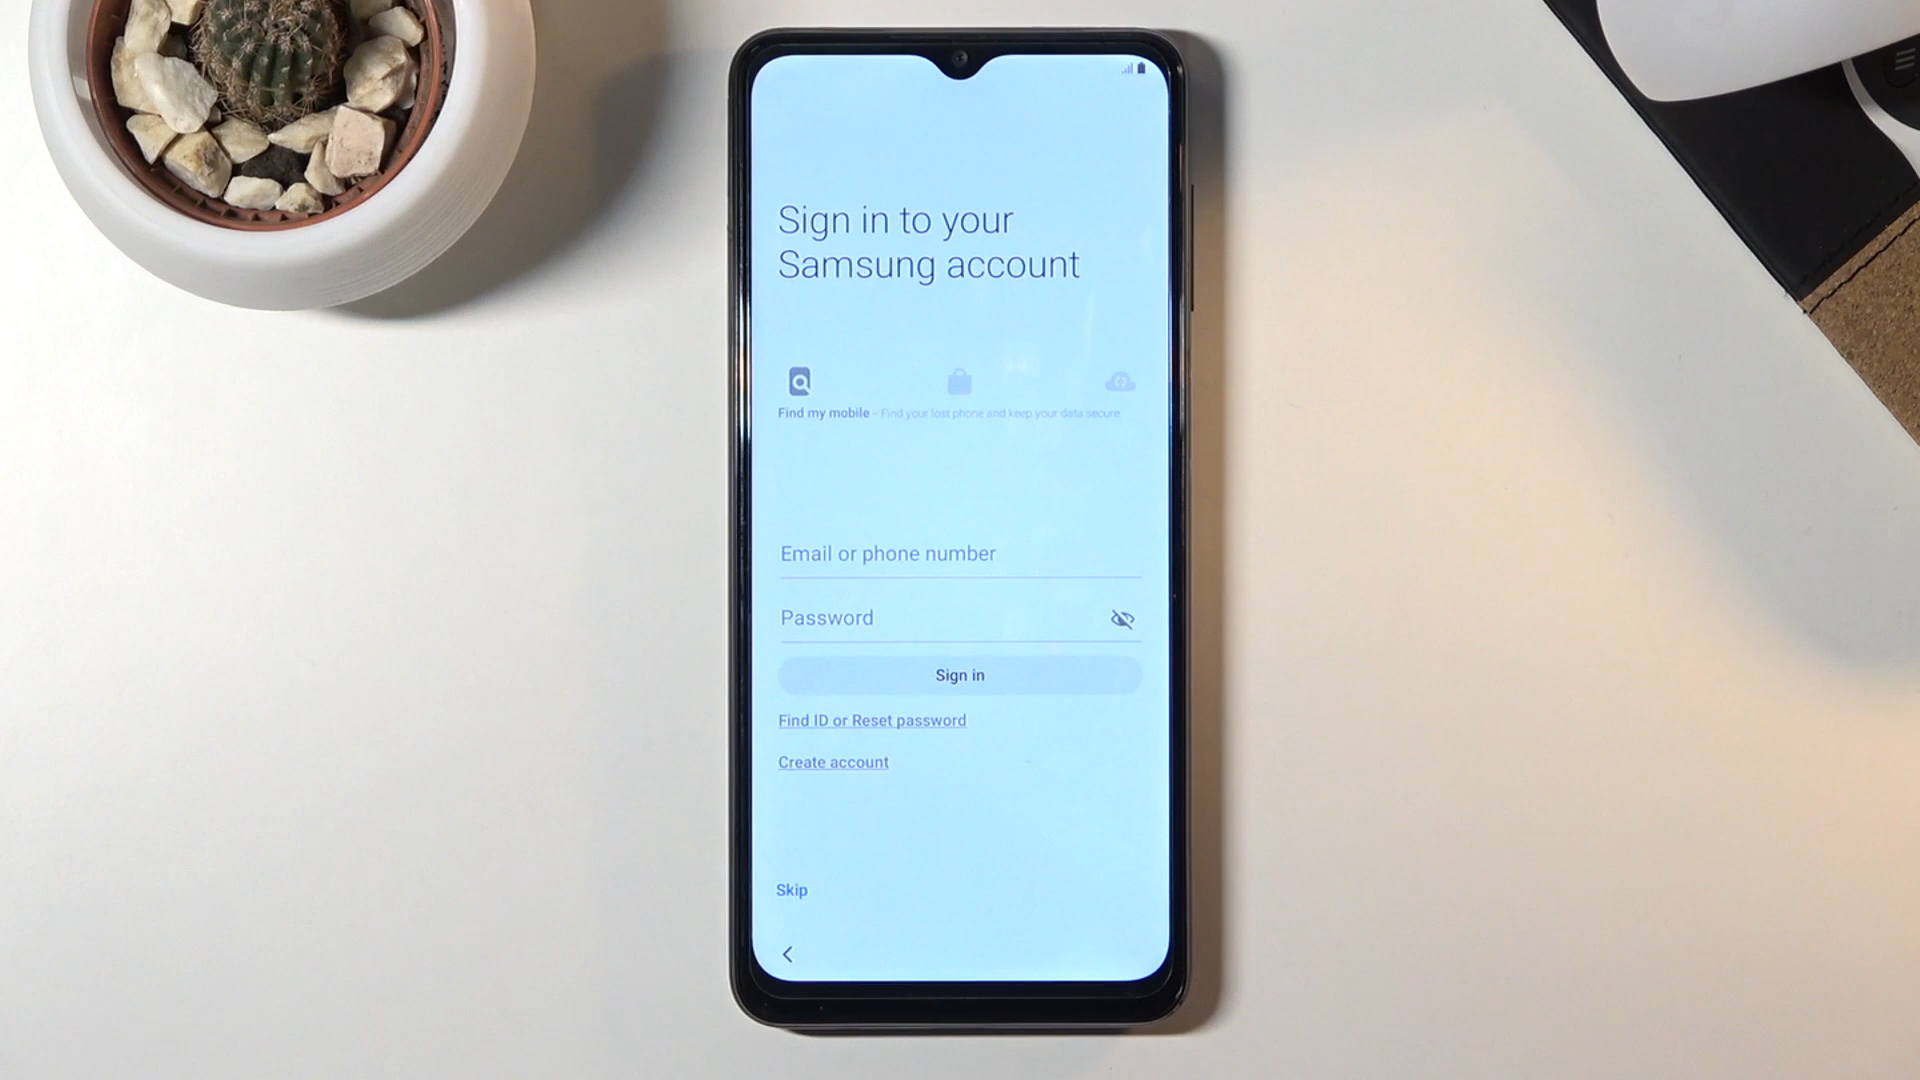 Sign in to your
Samsung account
Find my mobile - Find your lost phone and keep your data secure.
Email or phone number
Password
Sign in
Find ID or Reset password
Create account
Skip